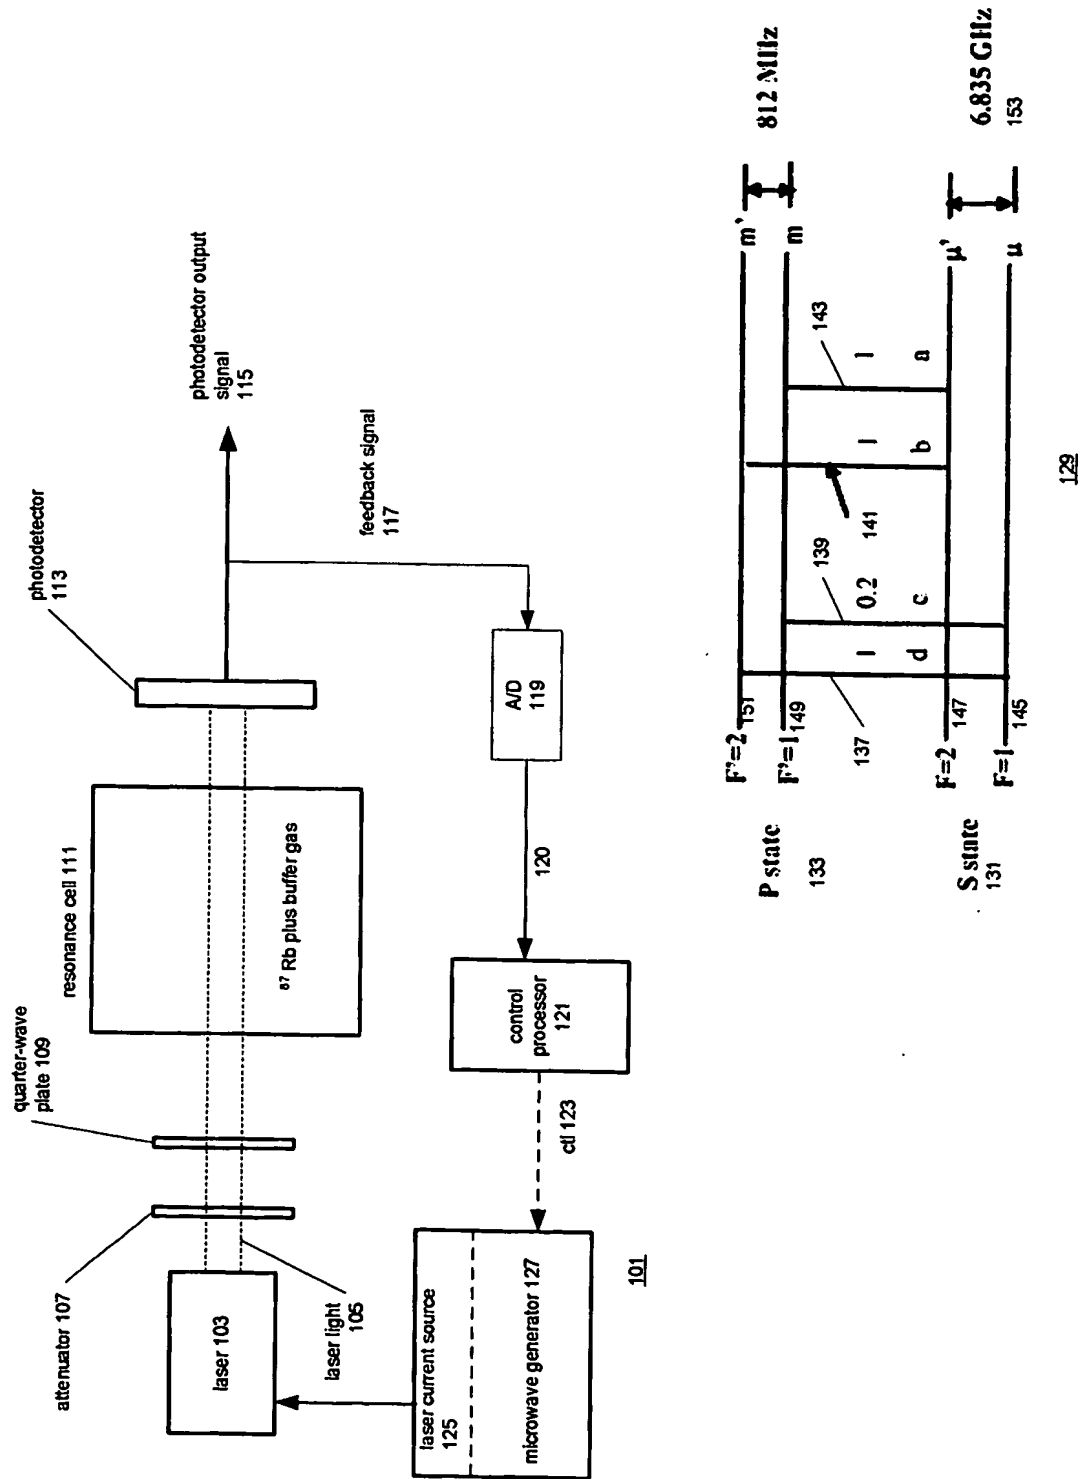 attenuator 107
quarter-wave
plate 109
resonance cell 111
photodetector
113
photodetector output
signal
115
laser 103
laser light
105
⁸⁷ Rb plus buffer gas
feedback signal
117
A/D
119
120
control
processor
121
ctl 123
laser current source
125
microwave generator 127
101
P state
133
S state
131
F'=2
151
F'=1
149
F=2
147
F=1
145
137
1
d
139
0.2
c
141
1
b
143
1
a
m'
m
µ'
µ
812 MHz
6.835 GHz
153
129